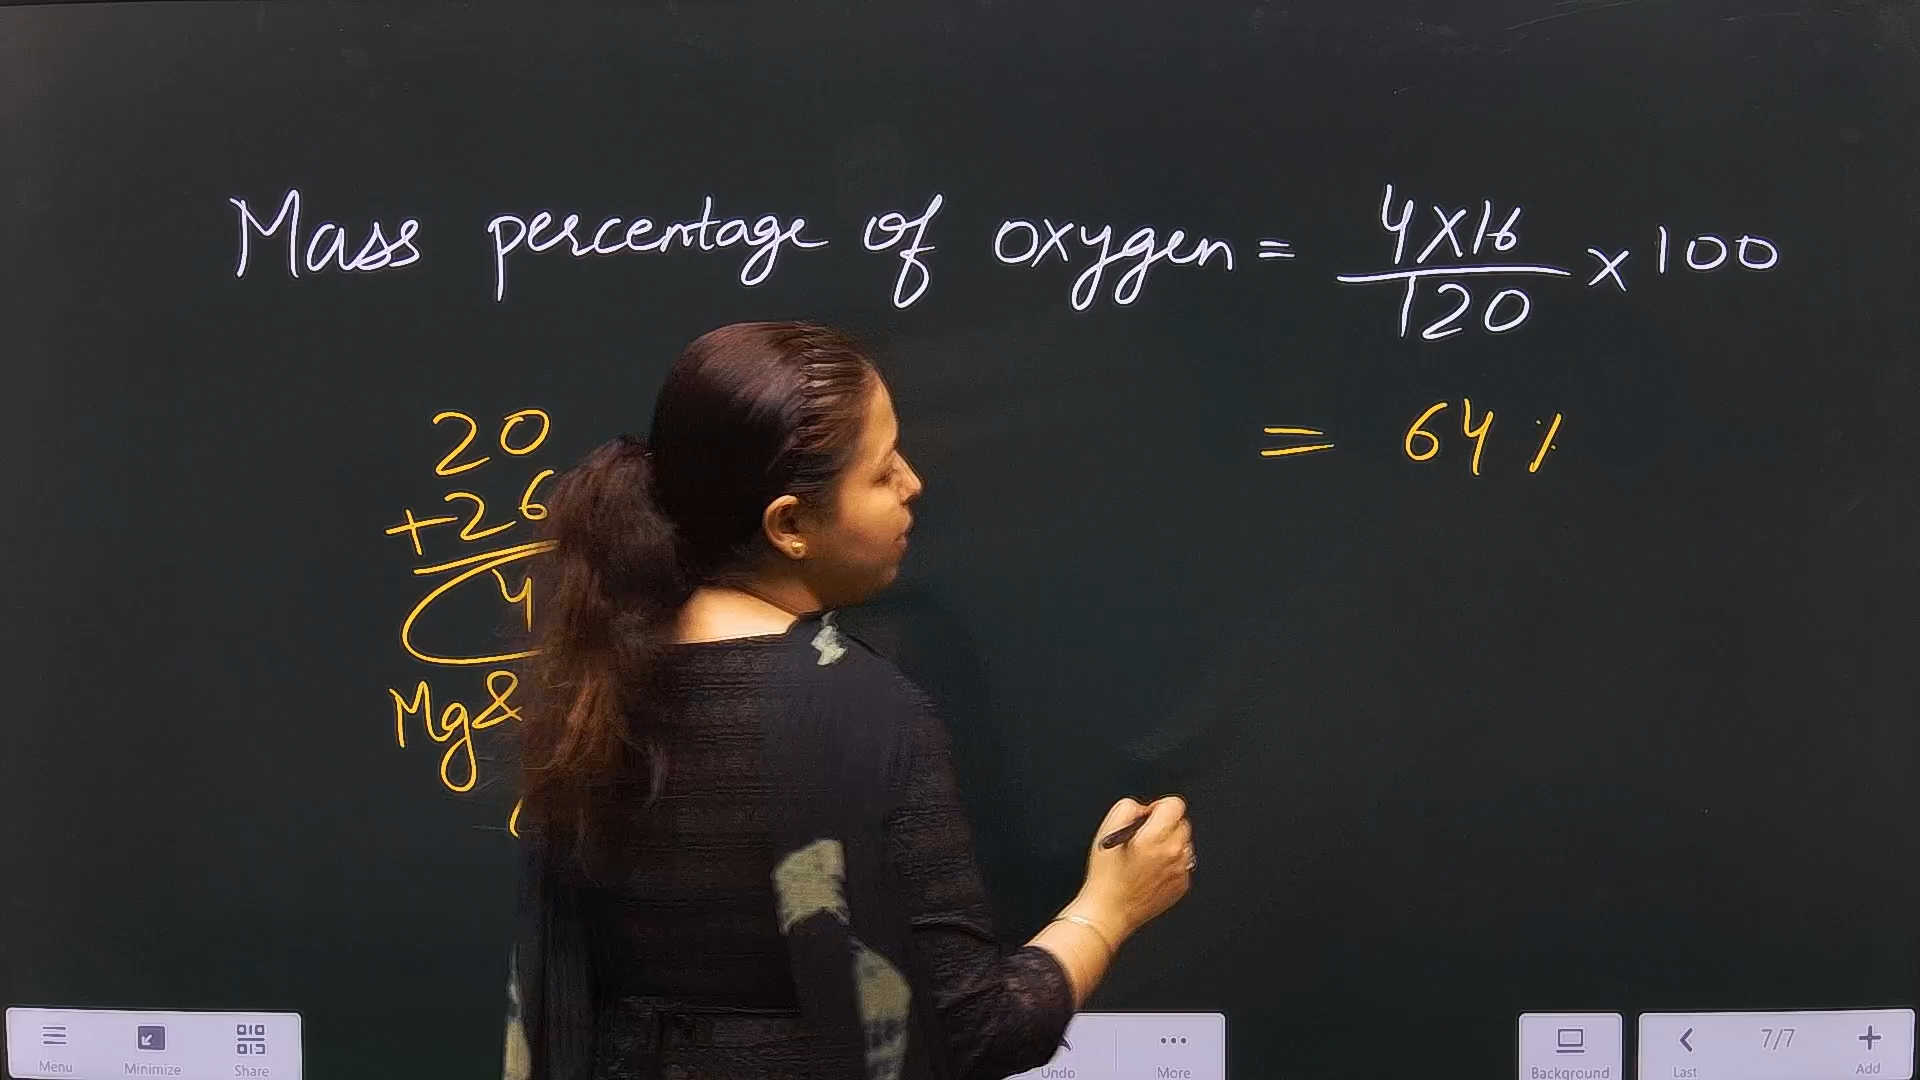 Mass percentage of oxygen = 4X16/120 x 100
= 64 %
20
+26
4
Mg &
Menu
Minimize
Share
Undo
More
Background
Last
7/7
Add